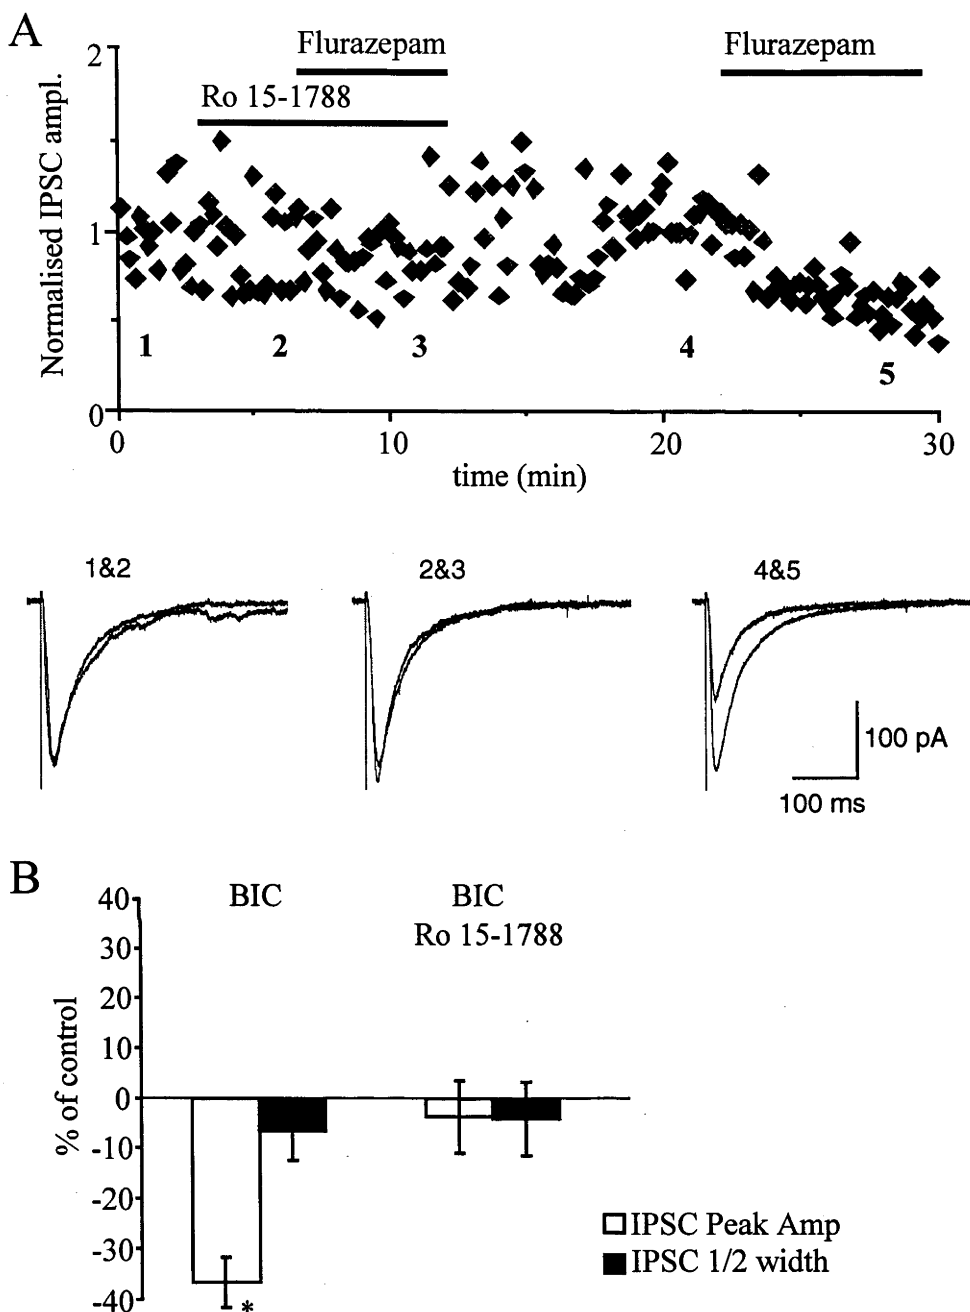 A
Flurazepam
Flurazepam
Ro 15-1788
Normalised IPSC ampl.
2
1
0
1
2
3
4
5
0
10
20
30
time (min)
1&2
2&3
4&5
100 pA
100 ms
B
BIC
BIC
Ro 15-1788
% of control
40
30
20
10
0
-10
-20
-30
-40
*
IPSC Peak Amp
IPSC 1/2 width